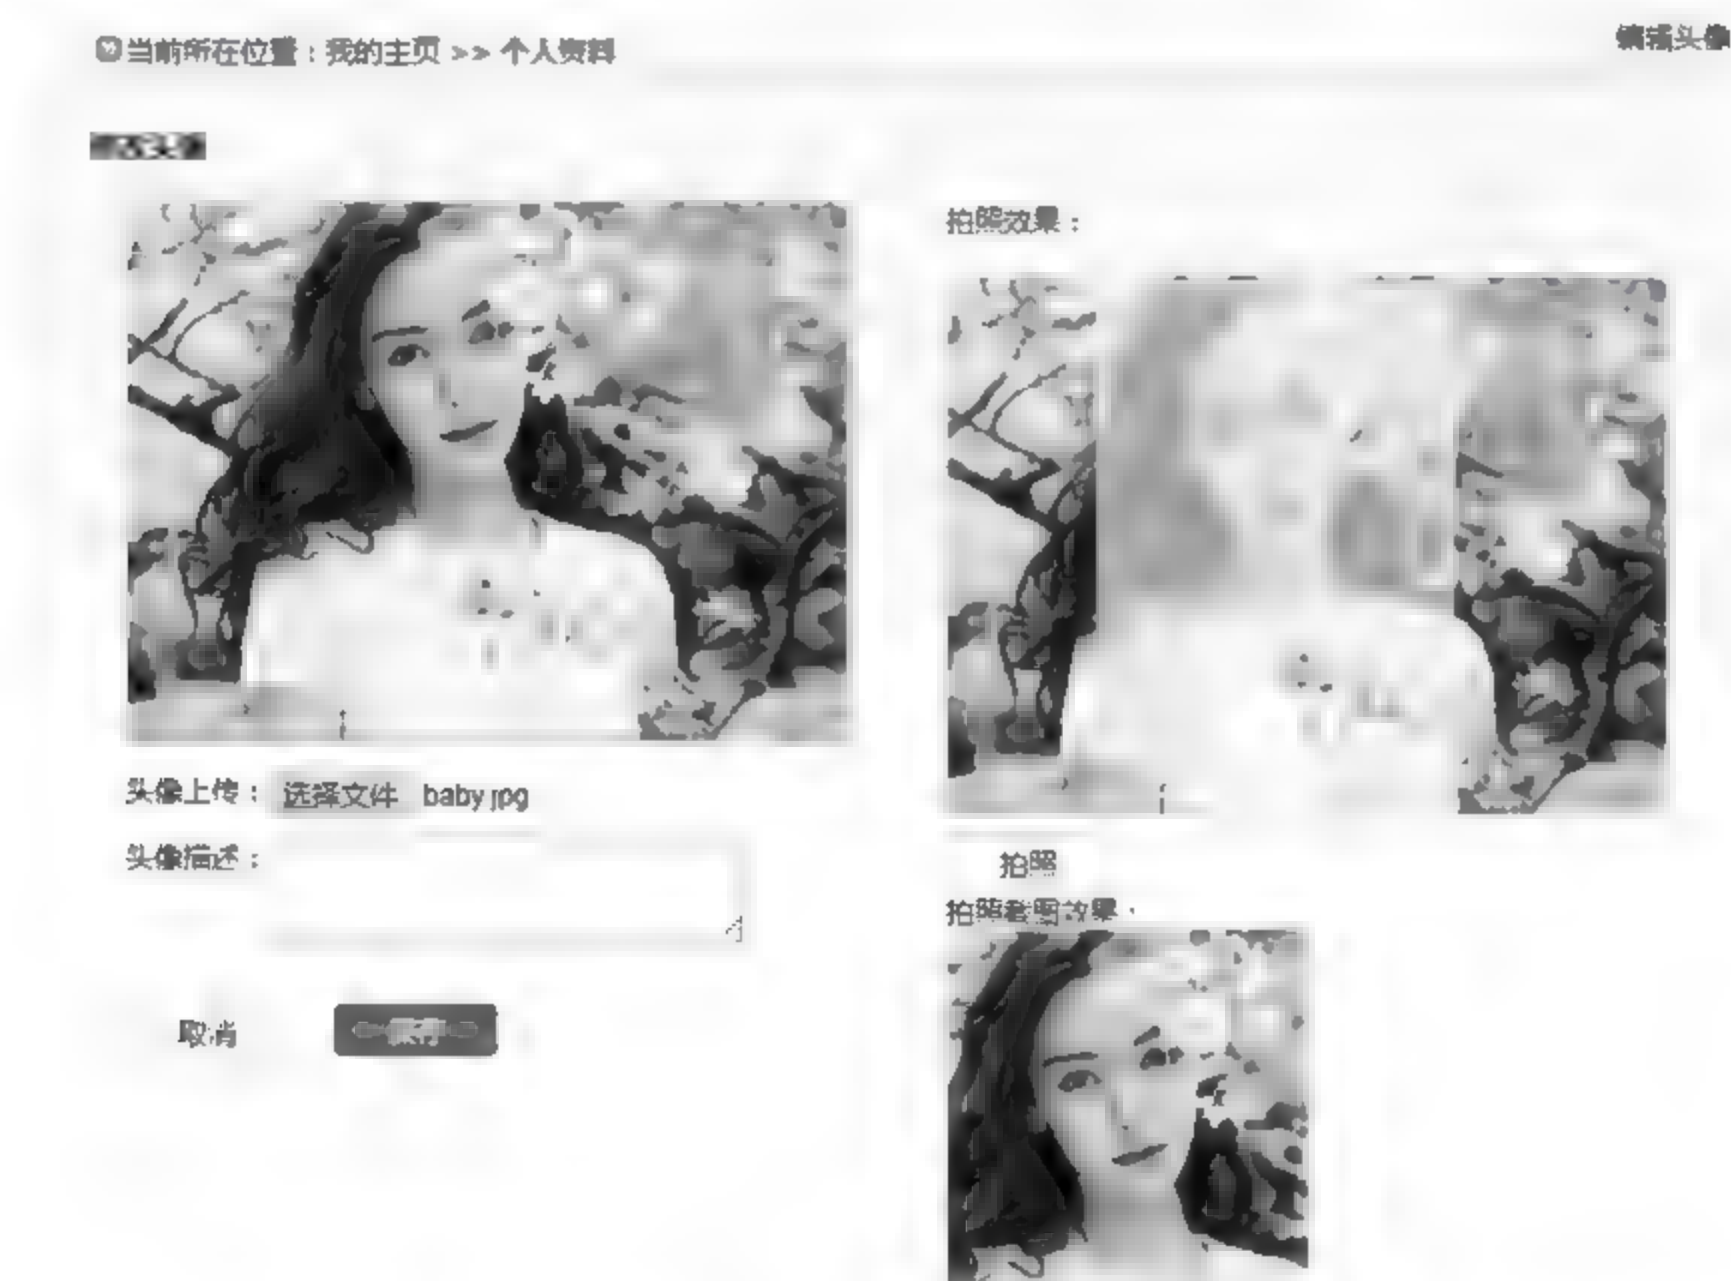 当前所在位置：我的主页 >> 个人资料
编辑头像
拍照效果：
头像上传： 选择文件 baby.jpg
头像描述：
拍照
拍照截图效果：
取消